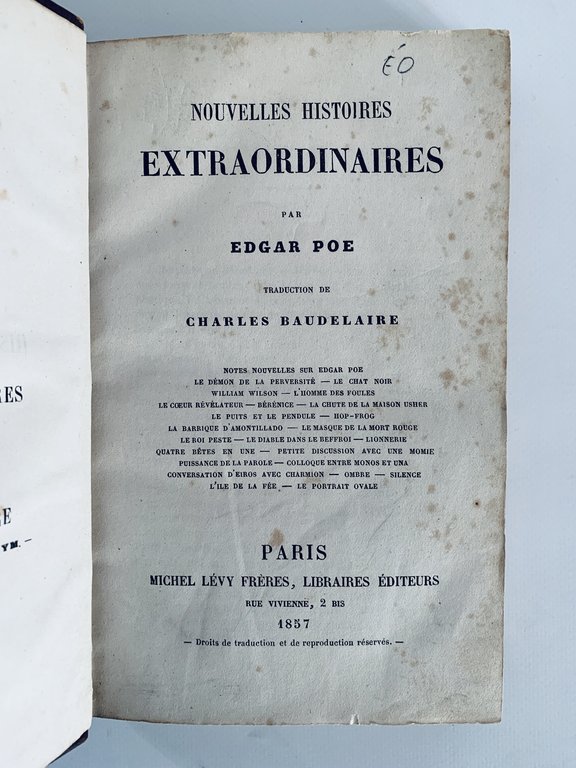 ÉO
NOUVELLES HISTOIRES
EXTRAORDINAIRES
PAR
EDGAR POE
TRADUCTION DE
CHARLES BAUDELAIRE
NOTES NOUVELLES SUR EDGAR POE
LE DÉMON DE LA PERVERSITÉ — LE CHAT NOIR
WILLIAM WILSON — L'HOMME DES FOULES
LE CŒUR RÉVÉLATEUR — BÉRÉNICE — LA CHUTE DE LA MAISON USHER
LE PUITS ET LE PENDULE — HOP-FROG
LA BARRIQUE D'AMONTILLADO — LE MASQUE DE LA MORT ROUGE
LE ROI PESTE — LE DIABLE DANS LE BEFFROI — LIONNERIE
QUATRE BÊTES EN UNE — PETITE DISCUSSION AVEC UNE MOMIE
PUISSANCE DE LA PAROLE — COLLOQUE ENTRE MONOS ET UNA
CONVERSATION D'EIROS AVEC CHARMION — OMBRE — SILENCE
L'ILE DE LA FÉE — LE PORTRAIT OVALE
PARIS
MICHEL LÉVY FRÈRES, LIBRAIRES ÉDITEURS
RUE VIVIENNE, 2 BIS
1857
— Droits de traduction et de reproduction réservés. —
RES
E
YM. —